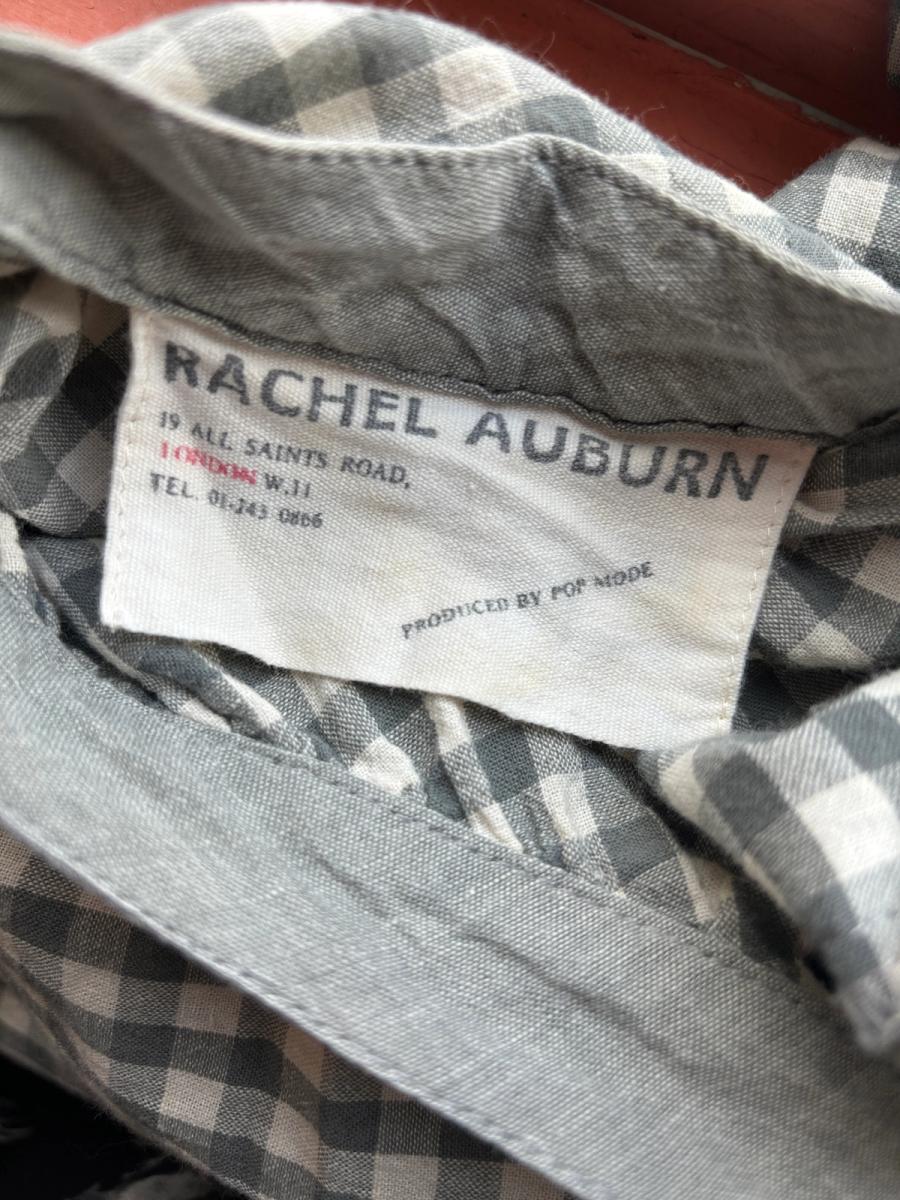 RACHEL AUBURN
19 ALL SAINTS ROAD,
LONDON W.11
TEL. 01-243 0866
PRODUCED BY POP MODE